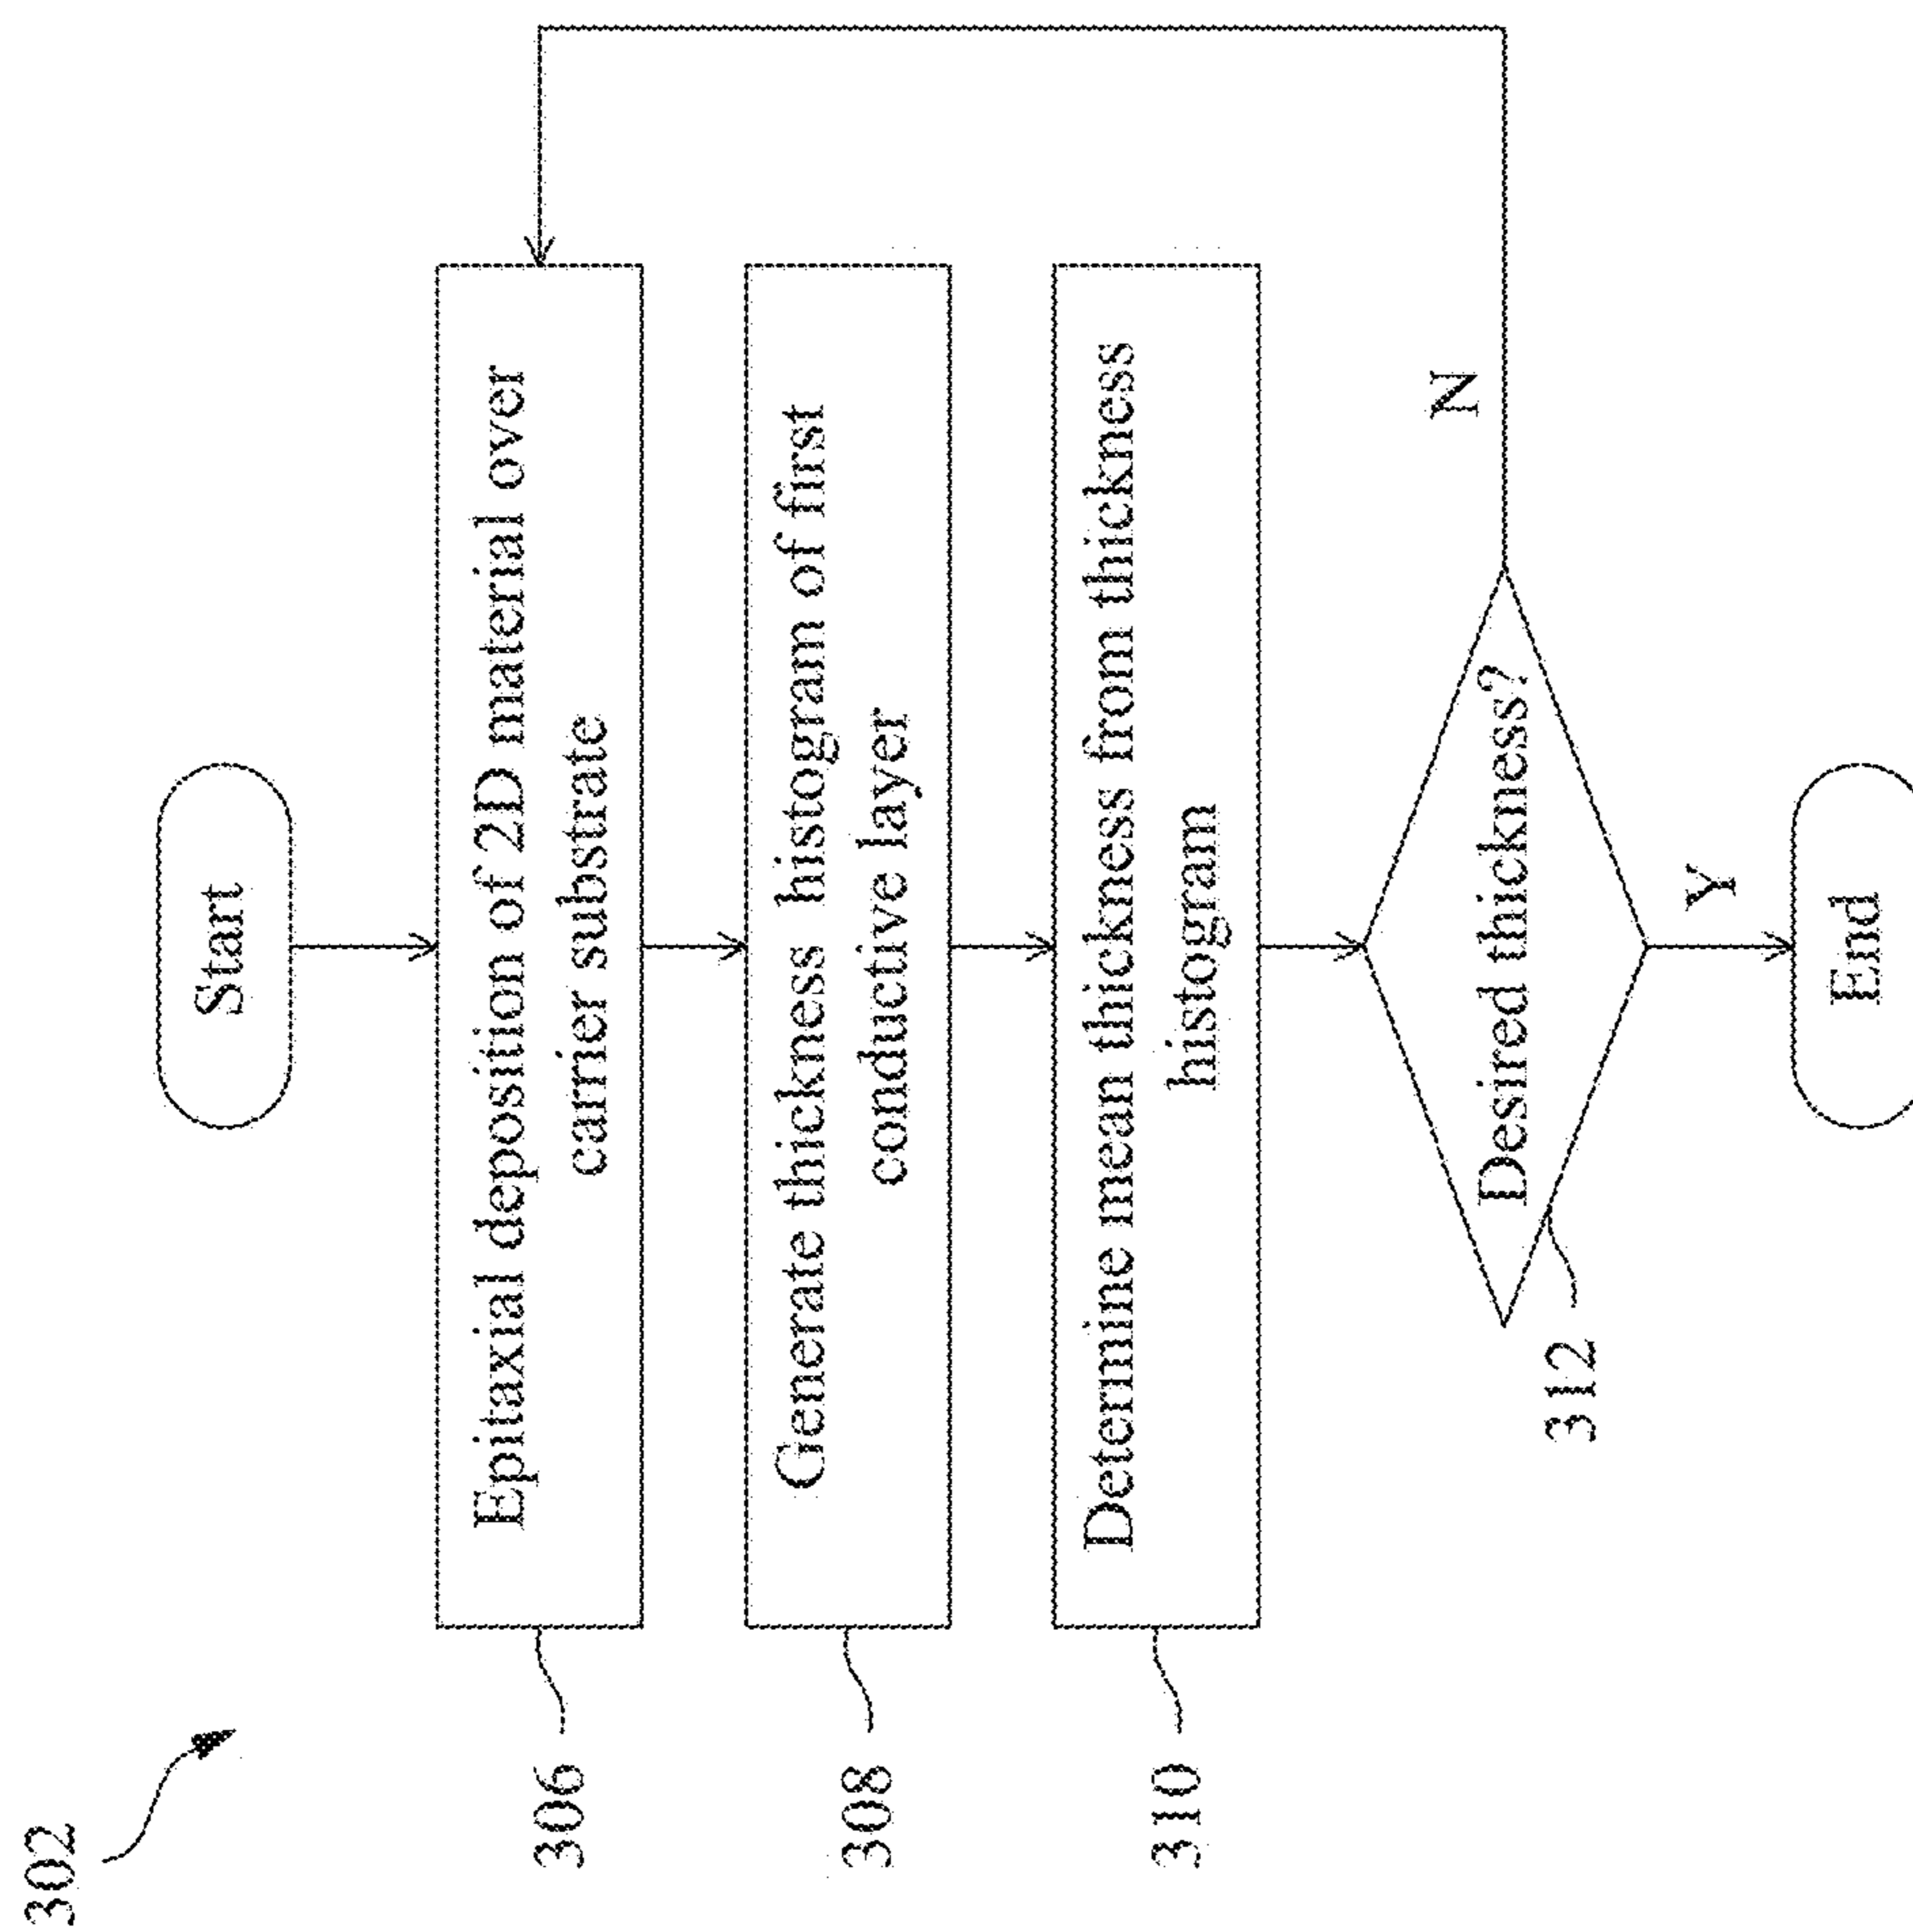 302
Start
306
Epitaxial deposition of 2D material over
carrier substrate
308
Generate thickness histogram of first
conductive layer
310
Determine mean thickness from thickness
histogram
312
Desired thickness?
N
Y
End